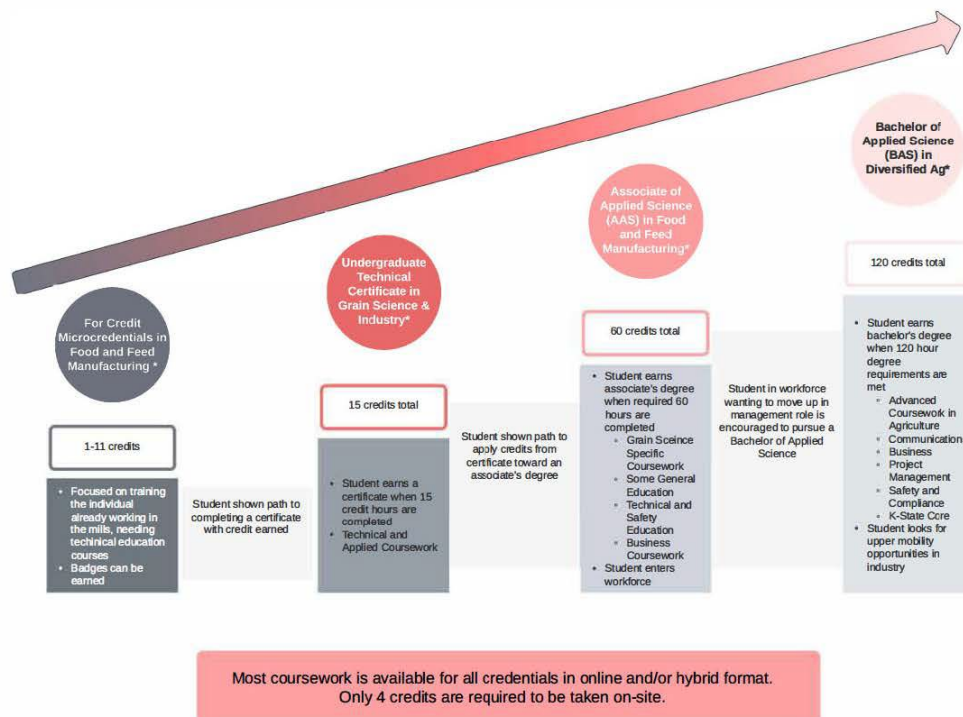 For Credit
Microcredentials in
Food and Feed
Manufacturing *
1-11 credits
• Focused on training
the individual
already working in
the mills, needing
techinical education
courses
• Badges can be
earned
Student shown path to
completing a certificate
with credit earned
Undergraduate
Technical
Certificate in
Grain Science &
Industry*
15 credits total
• Student earns a
certificate when 15
credit hours are
completed
• Technical and
Applied Coursework
Student shown path to
apply credits from
certificate toward an
associate's degree
Associate of
Applied Science
(AAS) in Food
and Feed
Manufacturing*
60 credits total
• Student earns
associate's degree
when required 60
hours are
completed
◦ Grain Sceince
Specific
Coursework
◦ Some General
Education
◦ Technical and
Safety
Education
◦ Business
Coursework
• Student enters
workforce
Student in workforce
wanting to move up in
management role is
encouraged to pursue a
Bachelor of Applied
Science
Bachelor of
Applied Science
(BAS) in
Diversified Ag*
120 credits total
• Student earns
bachelor's degree
when 120 hour
degree
requirements are
met
◦ Advanced
Coursework in
Agriculture
◦ Communication
◦ Business
◦ Project
Management
◦ Safety and
Compliance
◦ K-State Core
• Student looks for
upper mobility
opportunities in
industry
Most coursework is available for all credentials in online and/or hybrid format.
Only 4 credits are required to be taken on-site.